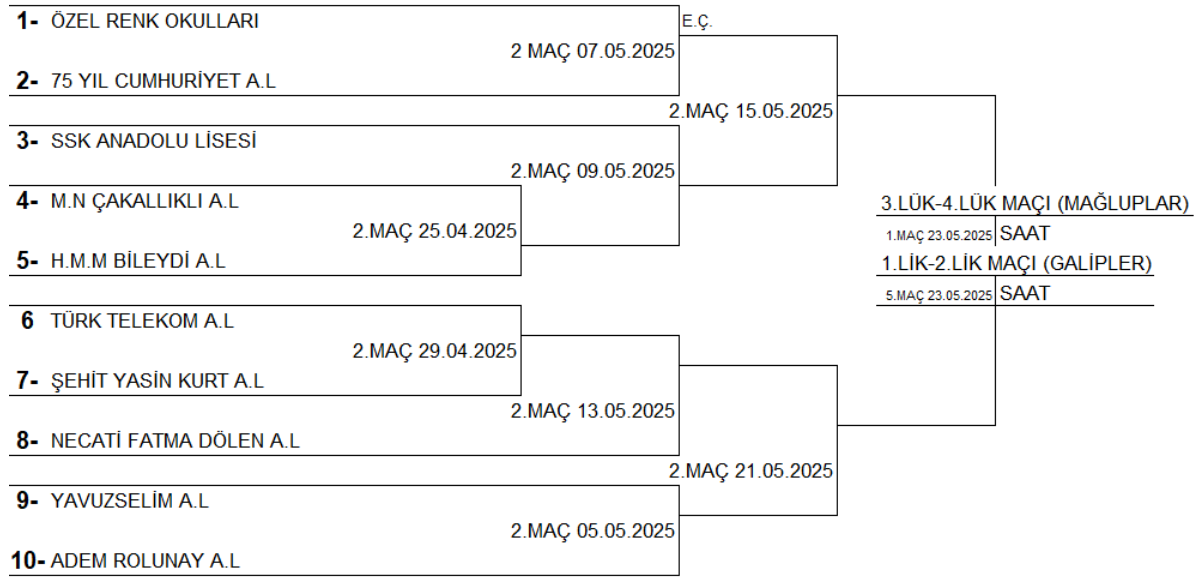 1- ÖZEL RENK OKULLARI
E.Ç.
2 MAÇ 07.05.2025
2- 75 YIL CUMHURİYET A.L
2.MAÇ 15.05.2025
3- SSK ANADOLU LİSESİ
2.MAÇ 09.05.2025
4- M.N ÇAKALLIKLI A.L
2.MAÇ 25.04.2025
5- H.M.M BİLEYDİ A.L
3.LÜK-4.LÜK MAÇI (MAĞLUPLAR)
1.MAÇ 23.05.2025 SAAT
1.LİK-2.LİK MAÇI (GALİPLER)
5.MAÇ 23.05.2025 SAAT
6 TÜRK TELEKOM A.L
2.MAÇ 29.04.2025
7- ŞEHİT YASİN KURT A.L
2.MAÇ 13.05.2025
8- NECATİ FATMA DÖLEN A.L
2.MAÇ 21.05.2025
9- YAVUZSELİM A.L
2.MAÇ 05.05.2025
10- ADEM ROLUNAY A.L